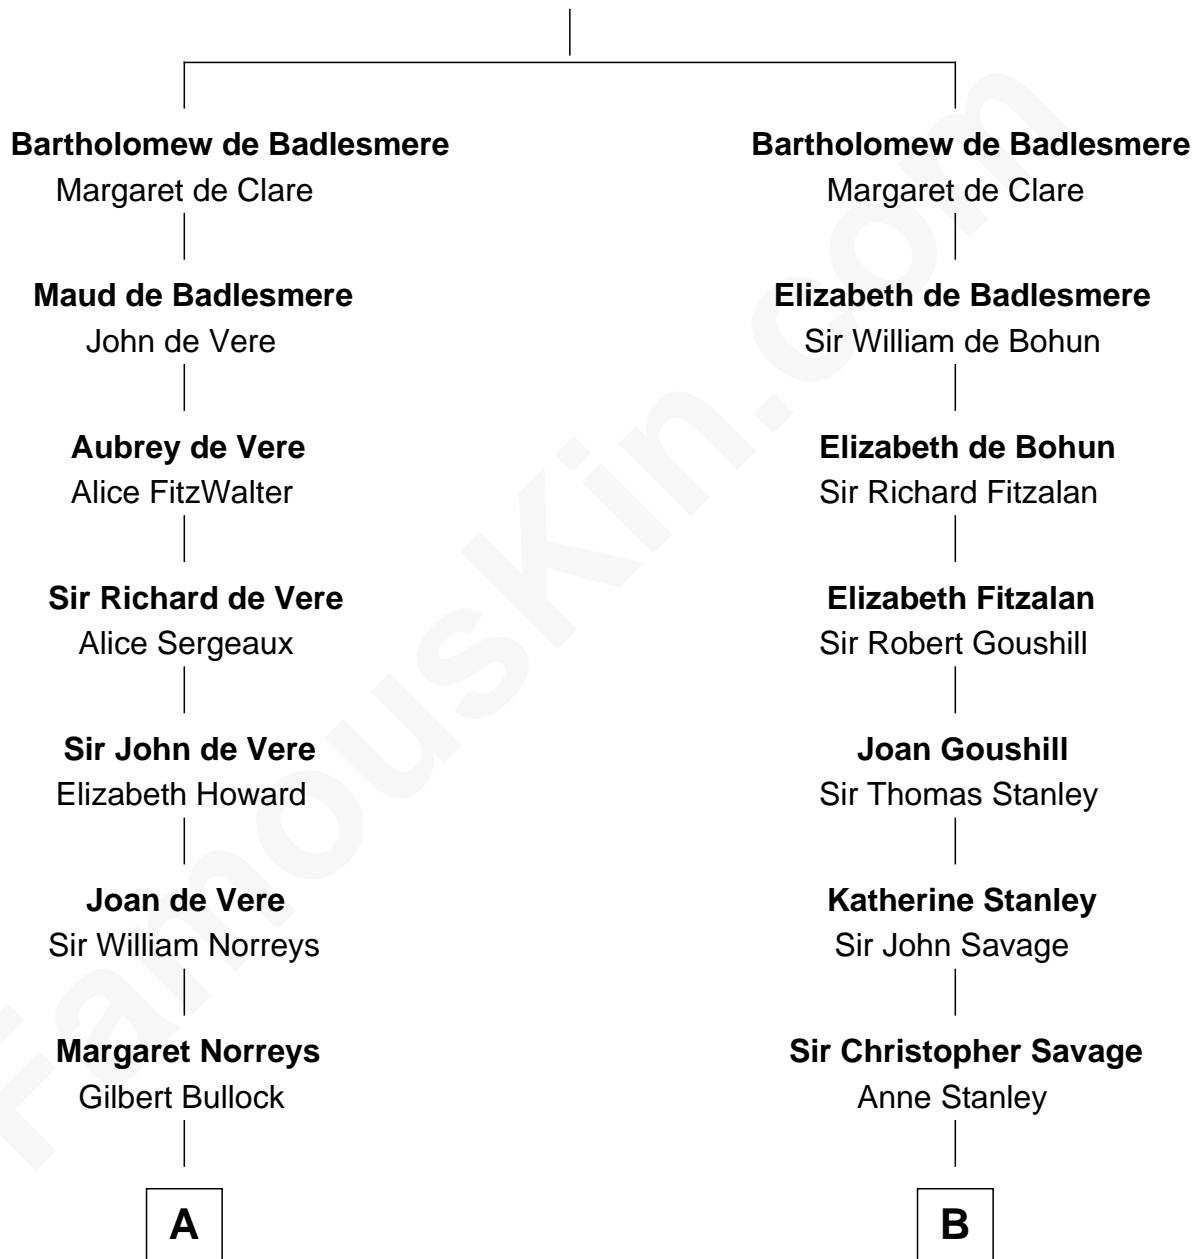 Bartholomew de Badlesmere
Margaret de Clare
Maud de Badlesmere
John de Vere
Aubrey de Vere
Alice FitzWalter
Sir Richard de Vere
Alice Sergeaux
Sir John de Vere
Elizabeth Howard
Joan de Vere
Sir William Norreys
Margaret Norreys
Gilbert Bullock
A
Bartholomew de Badlesmere
Margaret de Clare
Elizabeth de Badlesmere
Sir William de Bohun
Elizabeth de Bohun
Sir Richard Fitzalan
Elizabeth Fitzalan
Sir Robert Goushill
Joan Goushill
Sir Thomas Stanley
Katherine Stanley
Sir John Savage
Sir Christopher Savage
Anne Stanley
B
FamousKin.com